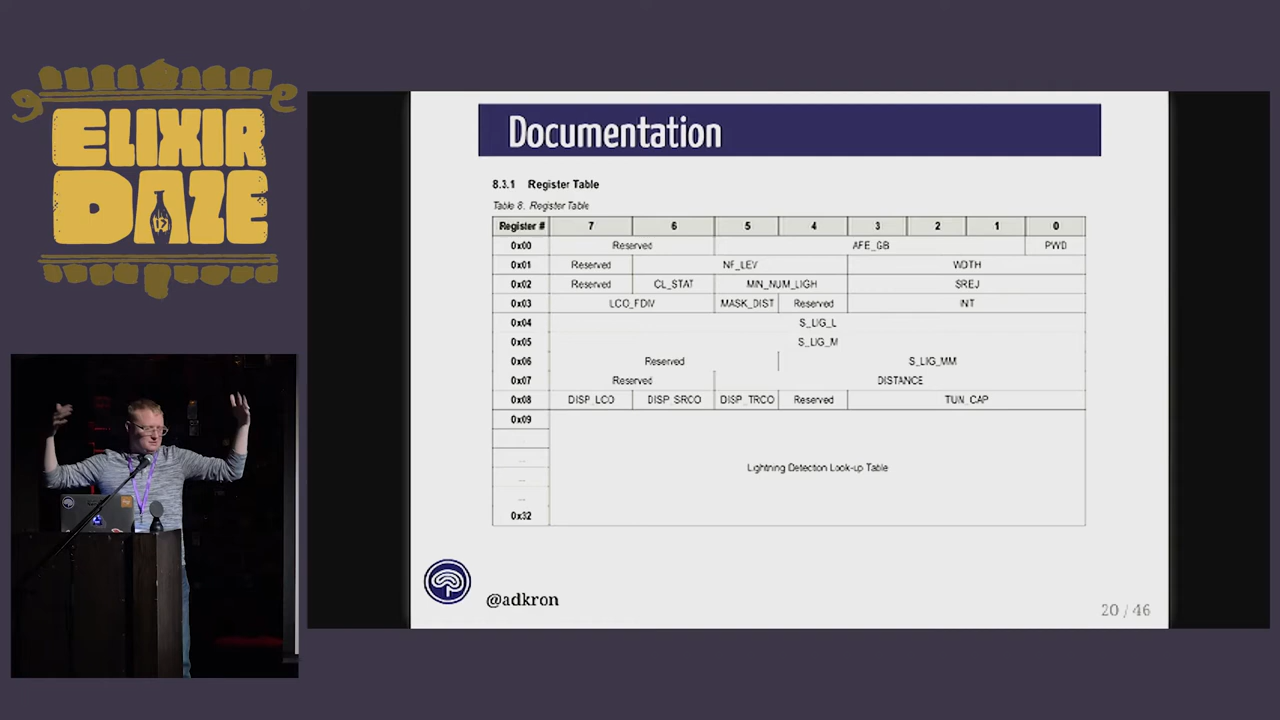 ELIXIR
DAZE
Documentation
8.3.1 Register Table
Table 8. Register Table
Register # 7 6 5 4 3 2 1 0
0x00 Reserved AFE_GB PWD
0x01 Reserved NF_LEV WDTH
0x02 Reserved CL_STAT MIN_NUM_LIGH SREJ
0x03 LCO_FDIV MASK_DIST Reserved INT
0x04 S_LIG_L
0x05 S_LIG_M
0x06 Reserved S_LIG_MM
0x07 Reserved DISTANCE
0x08 DISP_LCO DISP_SRCO DISP_TRCO Reserved TUN_CAP
0x09
...
...
Lightning Detection Look-up Table
...
...
0x32
@adkron
20 / 46